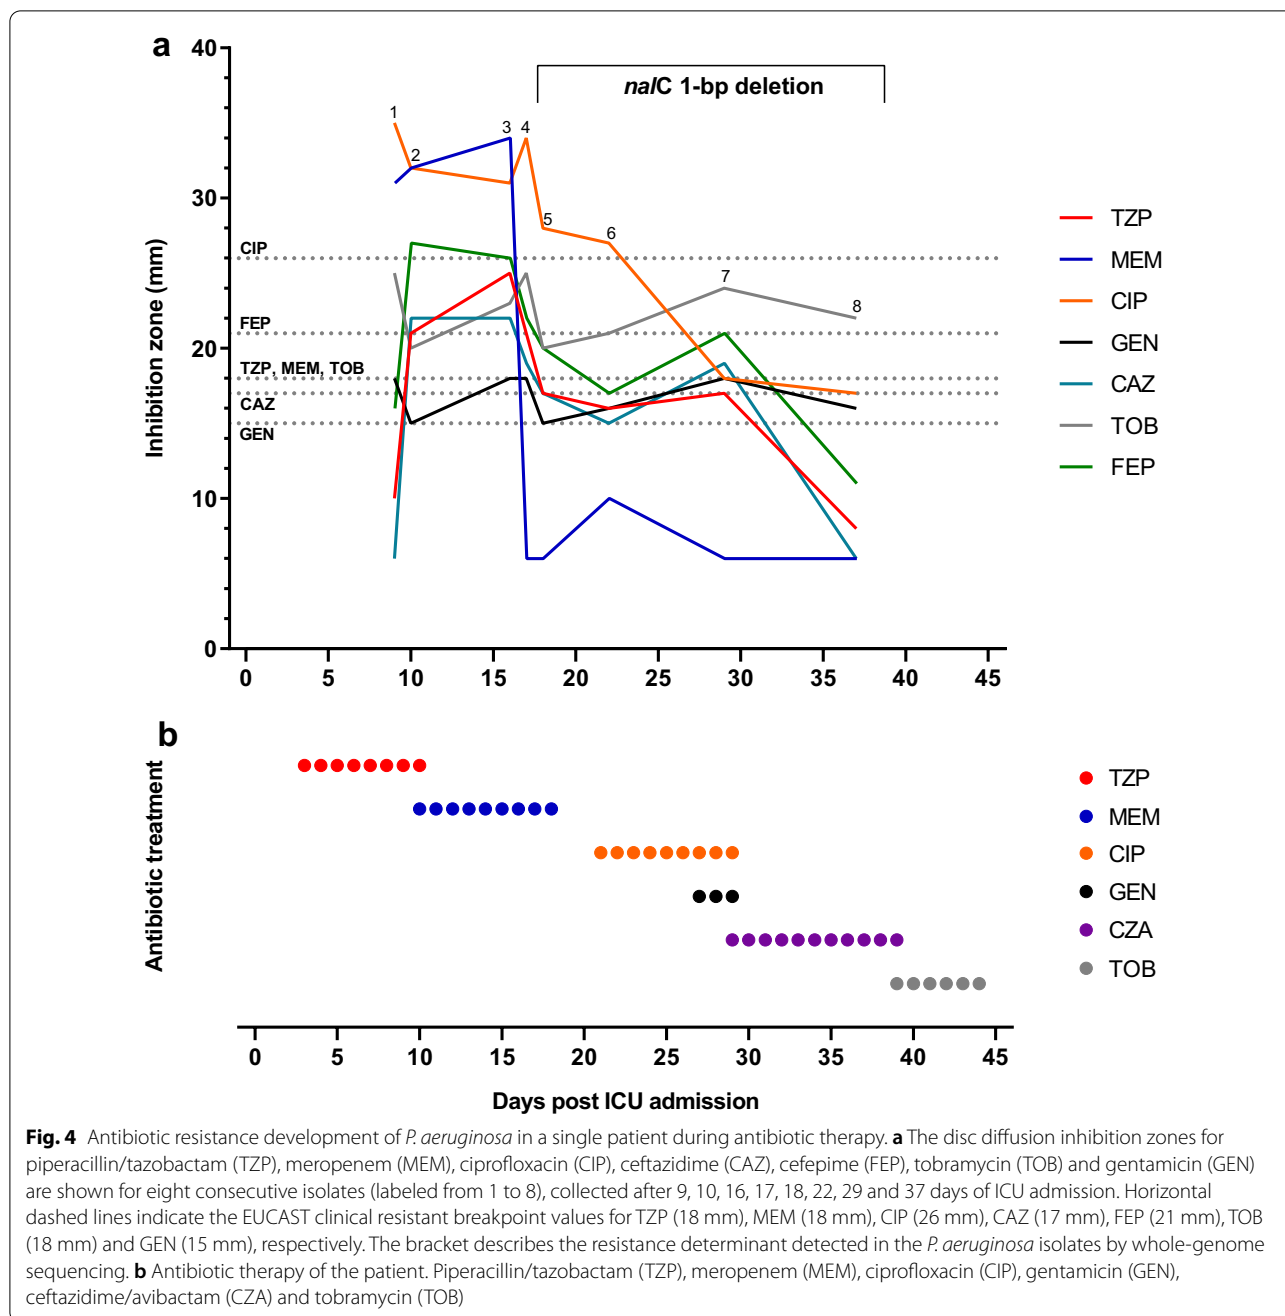 a
40
30
20
10
0
Inhibition zone (mm)
nalC 1-bp deletion
1
2
3
4
5
6
7
8
CIP
FEP
TZP, MEM, TOB
CAZ
GEN
0 5 10 15 20 25 30 35 40 45
TZP
MEM
CIP
GEN
CAZ
TOB
FEP
b
Antibiotic treatment
TZP
MEM
CIP
GEN
CZA
TOB
0 5 10 15 20 25 30 35 40 45
Days post ICU admission
Fig. 4 Antibiotic resistance development of P. aeruginosa in a single patient during antibiotic therapy. a The disc diffusion inhibition zones for
piperacillin/tazobactam (TZP), meropenem (MEM), ciprofloxacin (CIP), ceftazidime (CAZ), cefepime (FEP), tobramycin (TOB) and gentamicin (GEN)
are shown for eight consecutive isolates (labeled from 1 to 8), collected after 9, 10, 16, 17, 18, 22, 29 and 37 days of ICU admission. Horizontal
dashed lines indicate the EUCAST clinical resistant breakpoint values for TZP (18 mm), MEM (18 mm), CIP (26 mm), CAZ (17 mm), FEP (21 mm), TOB
(18 mm) and GEN (15 mm), respectively. The bracket describes the resistance determinant detected in the P. aeruginosa isolates by whole-genome
sequencing. b Antibiotic therapy of the patient. Piperacillin/tazobactam (TZP), meropenem (MEM), ciprofloxacin (CIP), gentamicin (GEN),
ceftazidime/avibactam (CZA) and tobramycin (TOB)